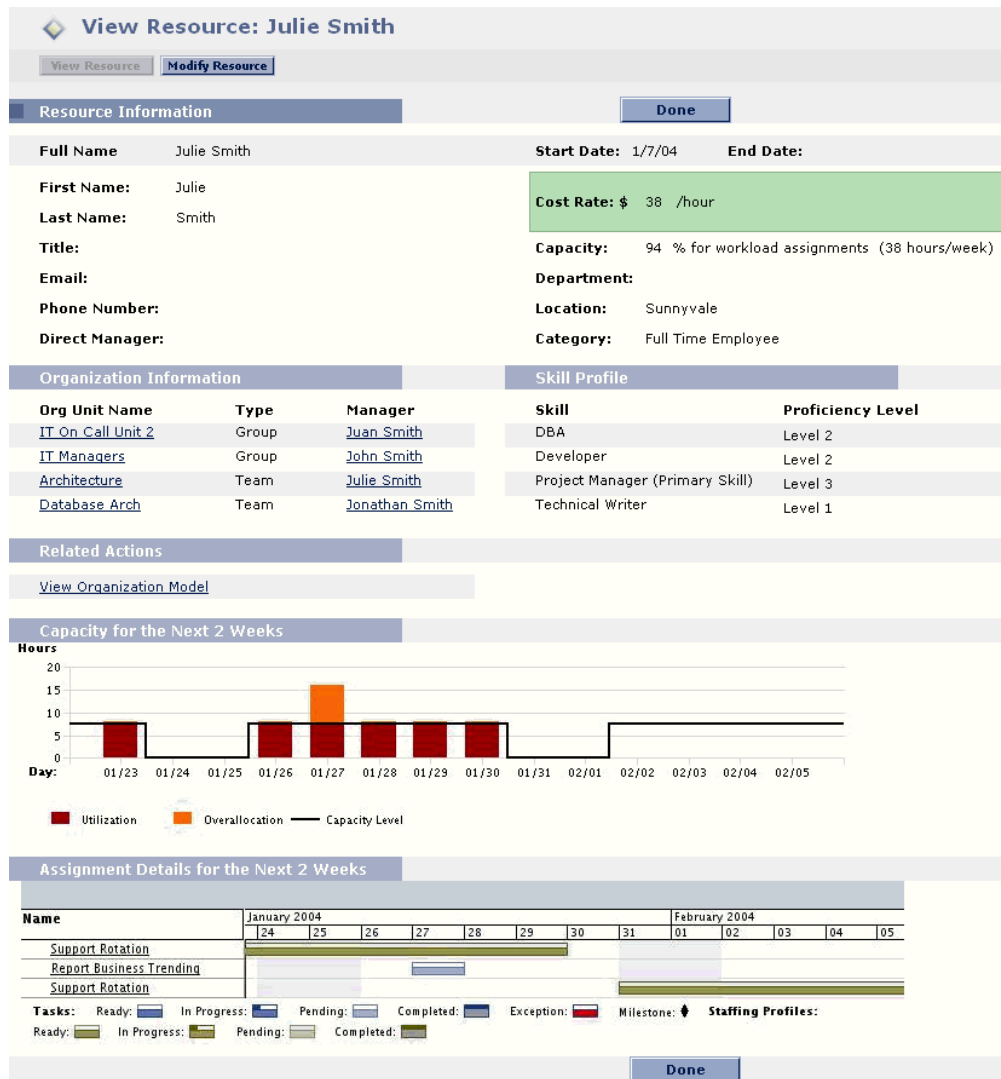 View Resource: Julie Smith
View Resource Modify Resource
Resource Information Done
Full Name Julie Smith Start Date: 1/7/04 End Date:
First Name: Julie
Cost Rate: $ 38 /hour
Last Name: Smith
Title: Capacity: 94 % for workload assignments (38 hours/week)
Email: Department:
Phone Number: Location: Sunnyvale
Direct Manager: Category: Full Time Employee
Organization Information Skill Profile
Org Unit Name Type Manager Skill Proficiency Level
IT On Call Unit 2 Group Juan Smith DBA Level 2
IT Managers Group John Smith Developer Level 2
Architecture Team Julie Smith Project Manager (Primary Skill) Level 3
Database Arch Team Jonathan Smith Technical Writer Level 1
Related Actions
View Organization Model
Capacity for the Next 2 Weeks
Hours
20
15
10
5
0
Day: 01/23 01/24 01/25 01/26 01/27 01/28 01/29 01/30 01/31 02/01 02/02 02/03 02/04 02/05
Utilization Overallocation Capacity Level
Assignment Details for the Next 2 Weeks
Name January 2004 February 2004
24 25 26 27 28 29 30 31 01 02 03 04 05
Support Rotation
Report Business Trending
Support Rotation
Tasks: Ready: In Progress: Pending: Completed: Exception: Milestone: Staffing Profiles:
Ready: In Progress: Pending: Completed:
Done